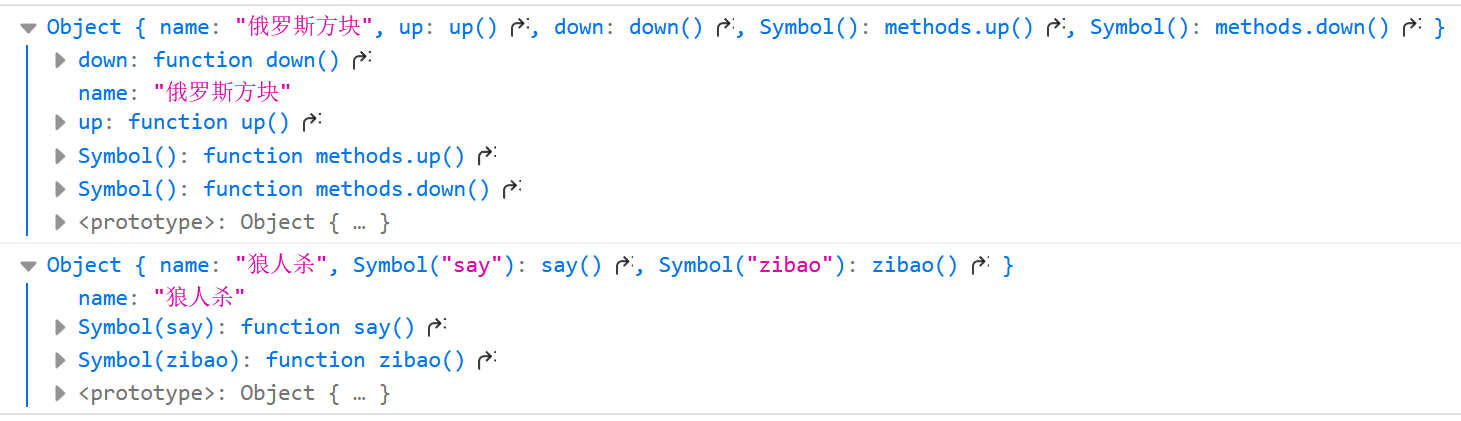 Object { name: "俄罗斯方块", up: up(), down: down(), Symbol(): methods.up(), Symbol(): methods.down() }
down: function down()
name: "俄罗斯方块"
up: function up()
Symbol(): function methods.up()
Symbol(): function methods.down()
<prototype>: Object { … }
Object { name: "狼人杀", Symbol("say"): say(), Symbol("zibao"): zibao() }
name: "狼人杀"
Symbol(say): function say()
Symbol(zibao): function zibao()
<prototype>: Object { … }